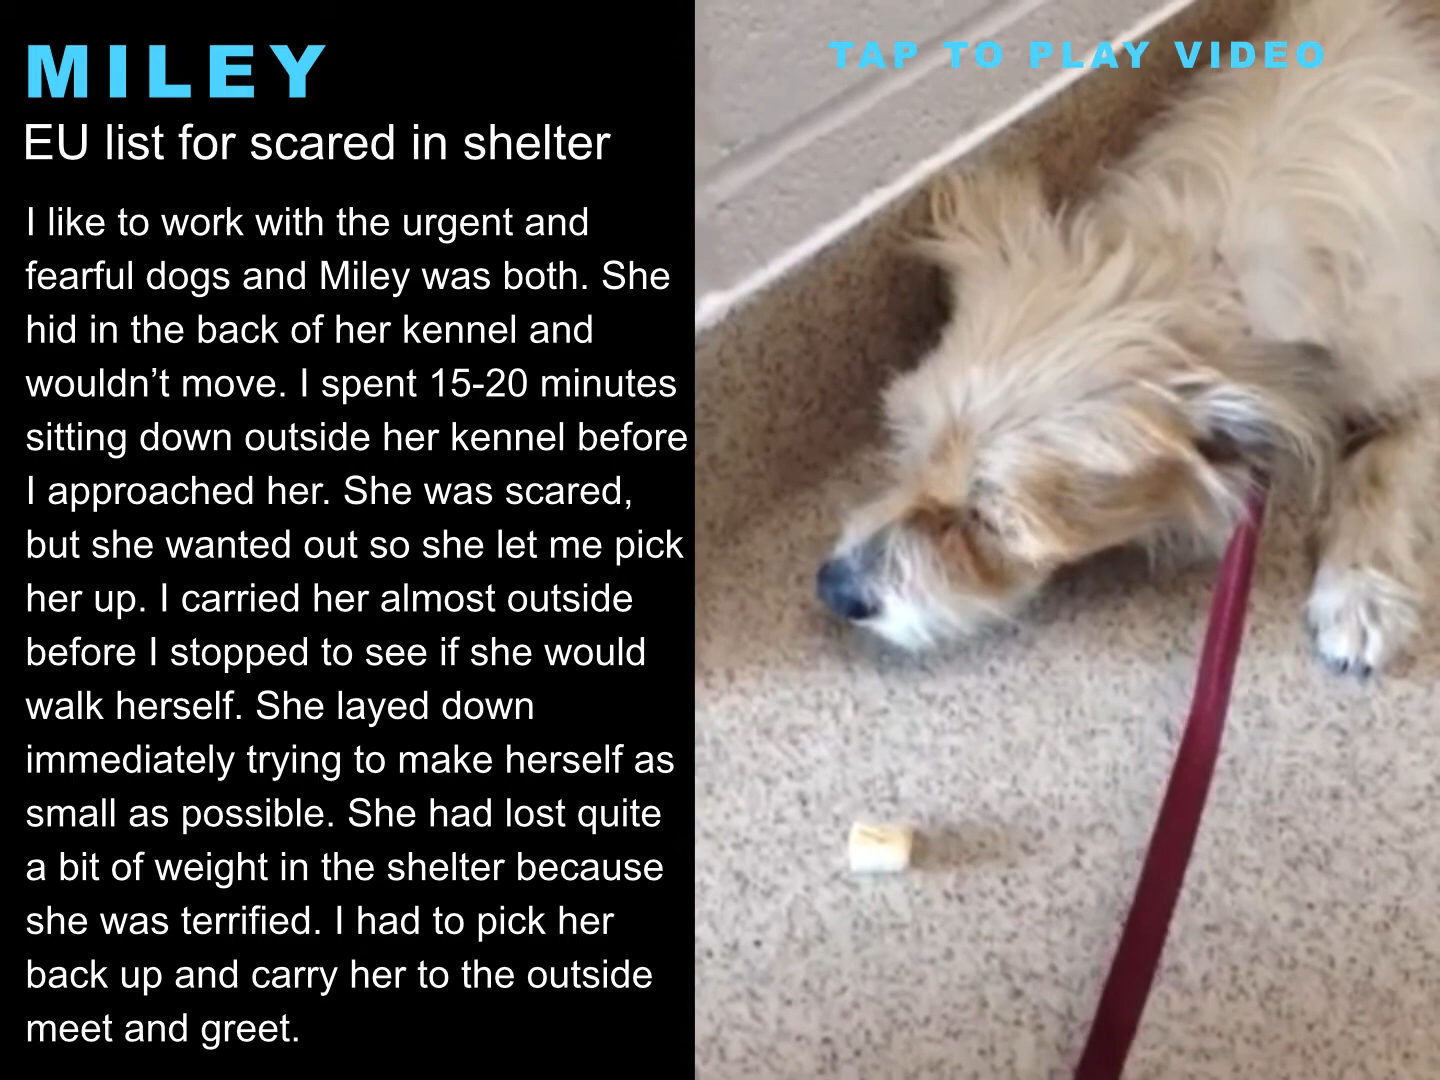 MILEY
EU list for scared in shelter
I like to work with the urgent and
fearful dogs and Miley was both. She
hid in the back of her kennel and
wouldn’t move. I spent 15-20 minutes
sitting down outside her kennel before
I approached her. She was scared,
but she wanted out so she let me pick
her up. I carried her almost outside
before I stopped to see if she would
walk herself. She layed down
immediately trying to make herself as
small as possible. She had lost quite
a bit of weight in the shelter because
she was terrified. I had to pick her
back up and carry her to the outside
meet and greet.
TAP TO PLAY VIDEO